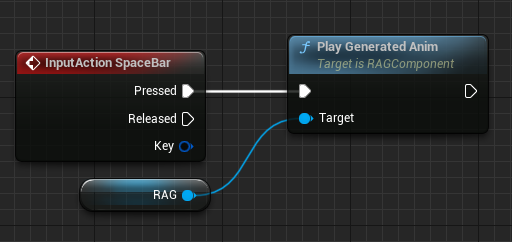 InputAction SpaceBar
Pressed
Released
Key
RAG
Play Generated Anim
Target is RAGComponent
Target